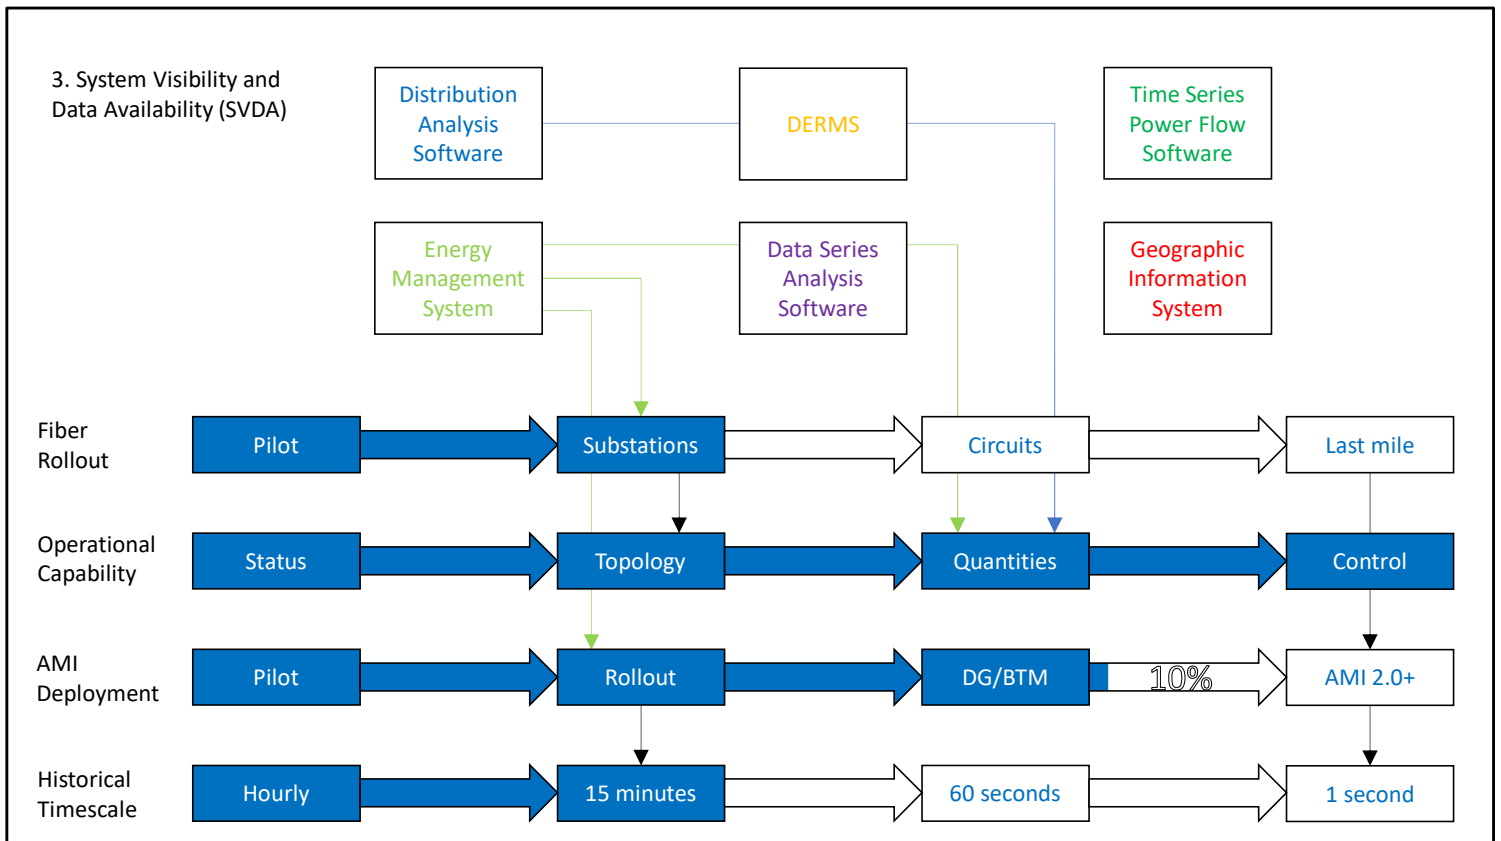 3. System Visibility and
Data Availability (SVDA)
Distribution
Analysis
Software
DERMS
Time Series
Power Flow
Software
Energy
Management
System
Data Series
Analysis
Software
Geographic
Information
System
Fiber
Rollout
Pilot
Substations
Circuits
Last mile
Operational
Capability
Status
Topology
Quantities
Control
AMI
Deployment
Pilot
Rollout
DG/BTM
10%
AMI 2.0+
Historical
Timescale
Hourly
15 minutes
60 seconds
1 second